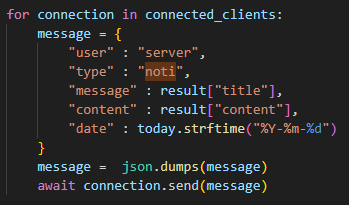 for connection in connected_clients:
    message = {
        "user" : "server",
        "type" : "noti",
        "message" : result["title"],
        "content" : result["content"],
        "date" : today.strftime("%Y-%m-%d")
    }
    message =  json.dumps(message)
    await connection.send(message)